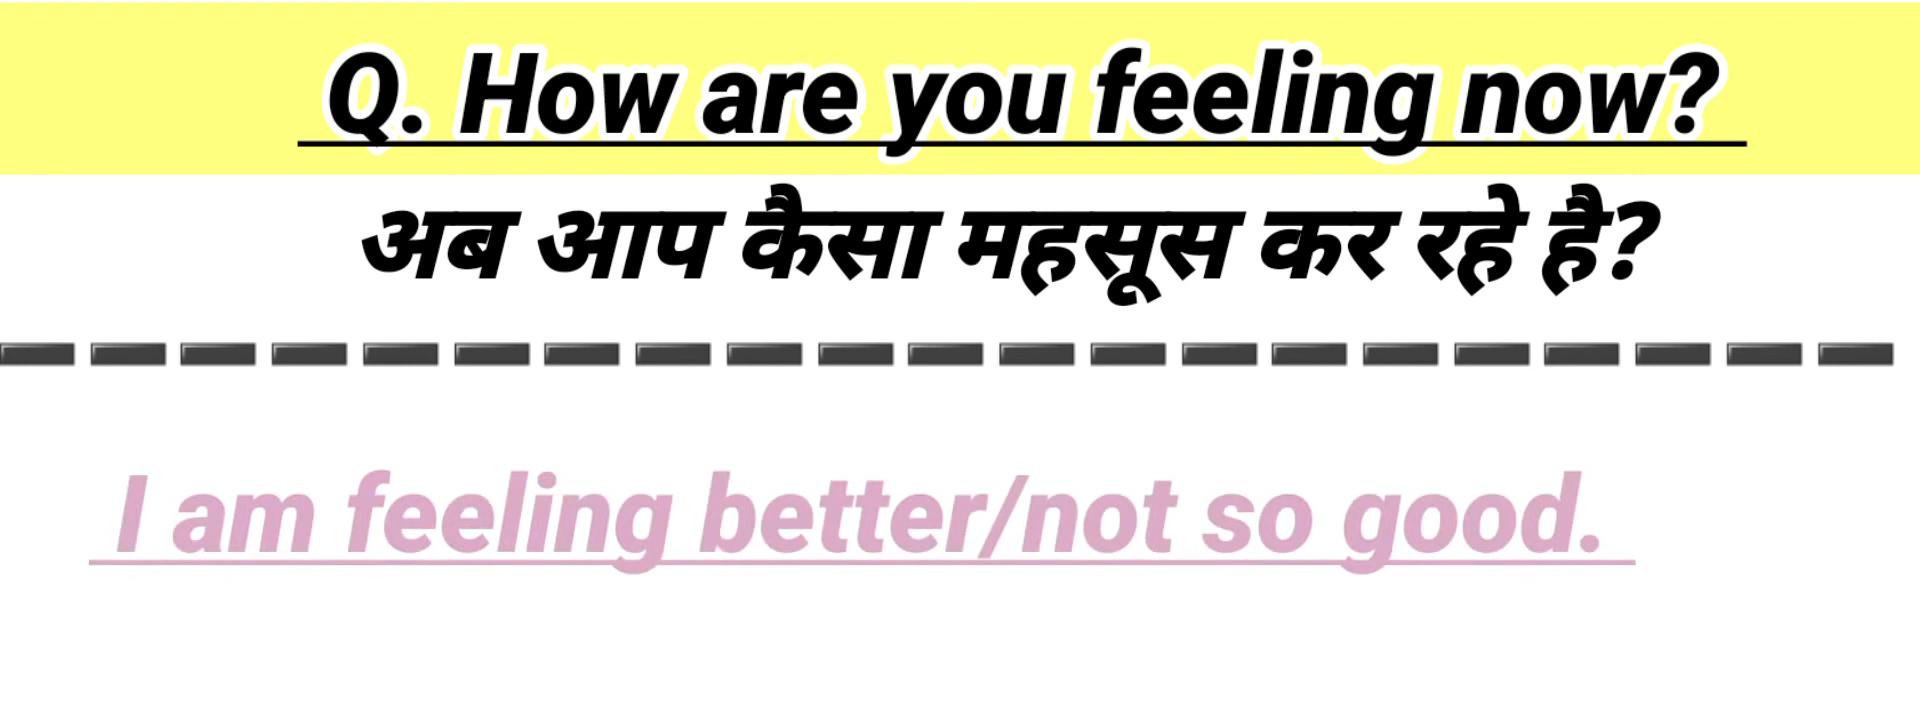 Q. How are you feeling now?
अब आप कैसा महसूस कर रहे है?
I am feeling better/not so good.